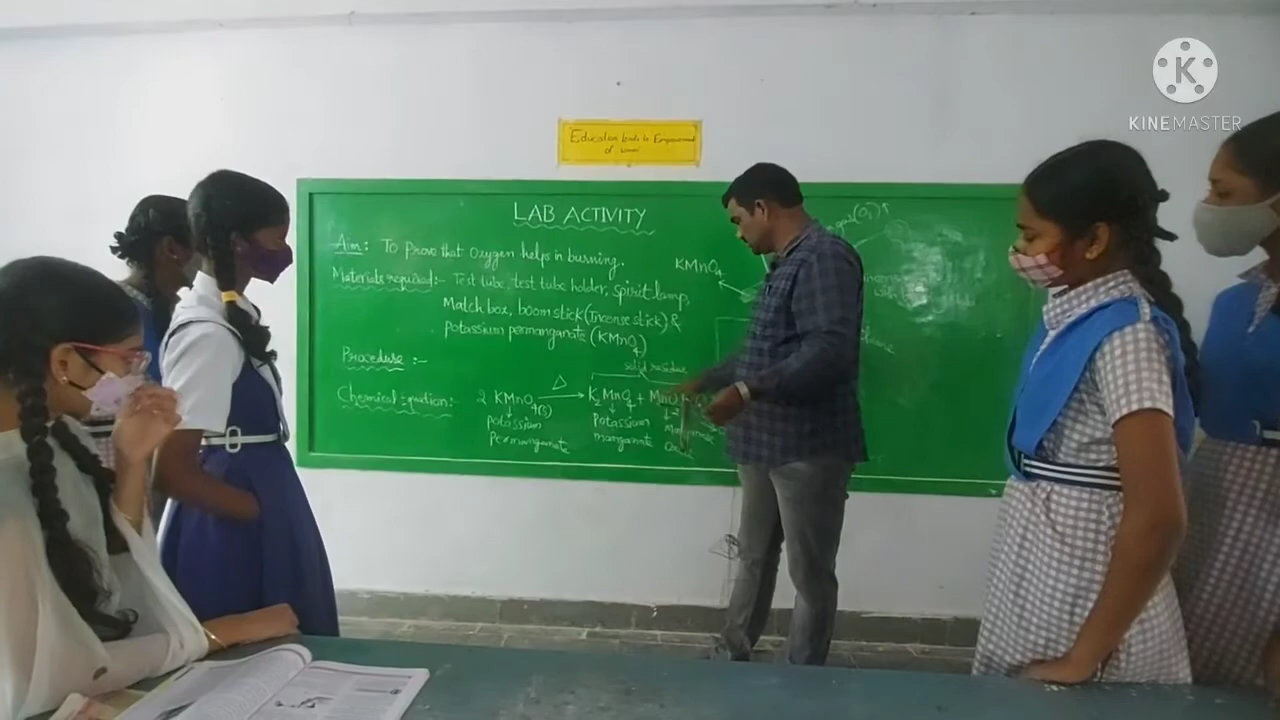 KINEMASTER
Education leads to Empowerment
of women
LAB ACTIVITY
Aim: To Prove that Oxygen helps in burning.
Materials required:- Test tube, test tube holder, spirit lamp,
Match box, boom stick (Incense stick) &
potassium permanganate (KMnO4)
Procedure :-
Chemical Equation:- 2 KMnO4(s) Δ → K2MnO4 + MnO
solid residue
potassium
Permanganate
potassium
manganate
KMnO4
(O2)↑